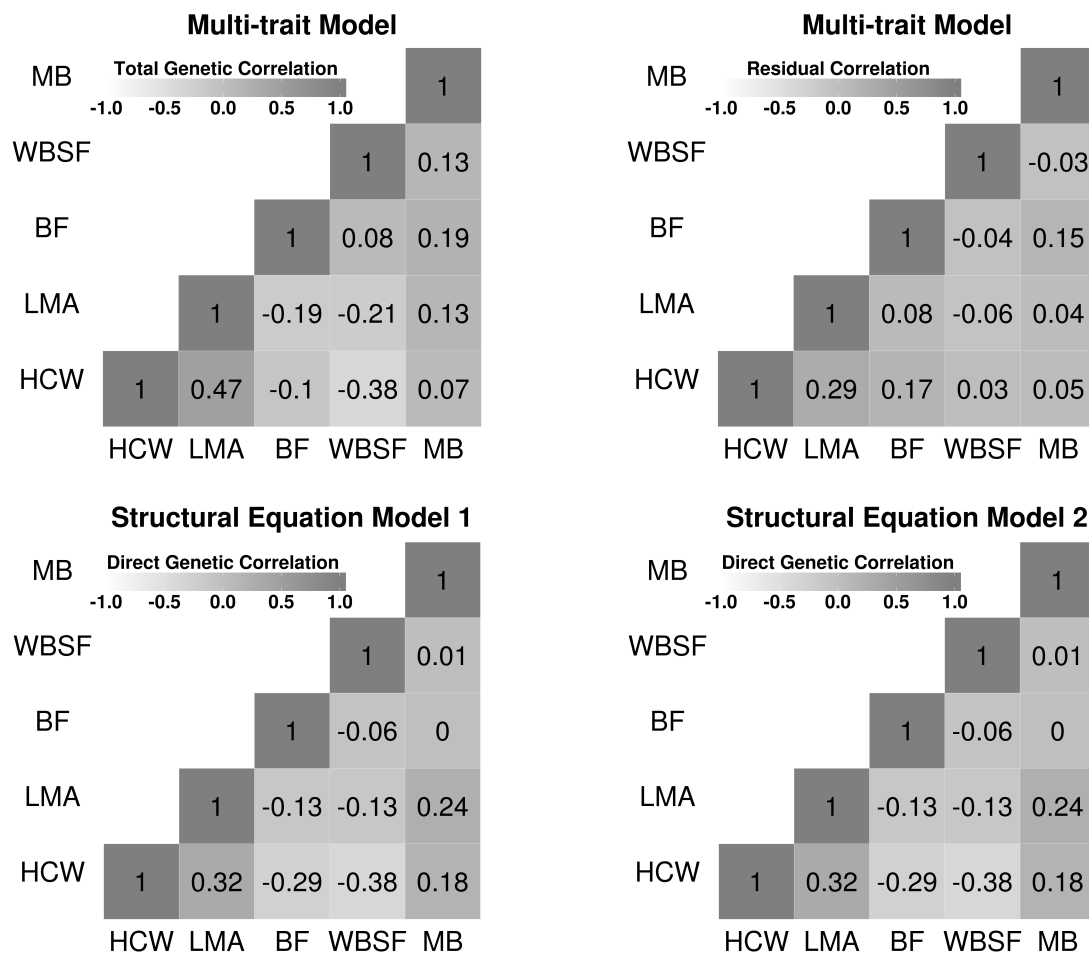 Multi-trait Model
Total Genetic Correlation
-1.0 -0.5 0.0 0.5 1.0
MB 1
WBSF 1 0.13
BF 1 0.08 0.19
LMA 1 -0.19 -0.21 0.13
HCW 1 0.47 -0.1 -0.38 0.07
HCW LMA BF WBSF MB
Multi-trait Model
Residual Correlation
-1.0 -0.5 0.0 0.5 1.0
MB 1
WBSF 1 -0.03
BF 1 -0.04 0.15
LMA 1 0.08 -0.06 0.04
HCW 1 0.29 0.17 0.03 0.05
HCW LMA BF WBSF MB
Structural Equation Model 1
Direct Genetic Correlation
-1.0 -0.5 0.0 0.5 1.0
MB 1
WBSF 1 0.01
BF 1 -0.06 0
LMA 1 -0.13 -0.13 0.24
HCW 1 0.32 -0.29 -0.38 0.18
HCW LMA BF WBSF MB
Structural Equation Model 2
Direct Genetic Correlation
-1.0 -0.5 0.0 0.5 1.0
MB 1
WBSF 1 0.01
BF 1 -0.06 0
LMA 1 -0.13 -0.13 0.24
HCW 1 0.32 -0.29 -0.38 0.18
HCW LMA BF WBSF MB